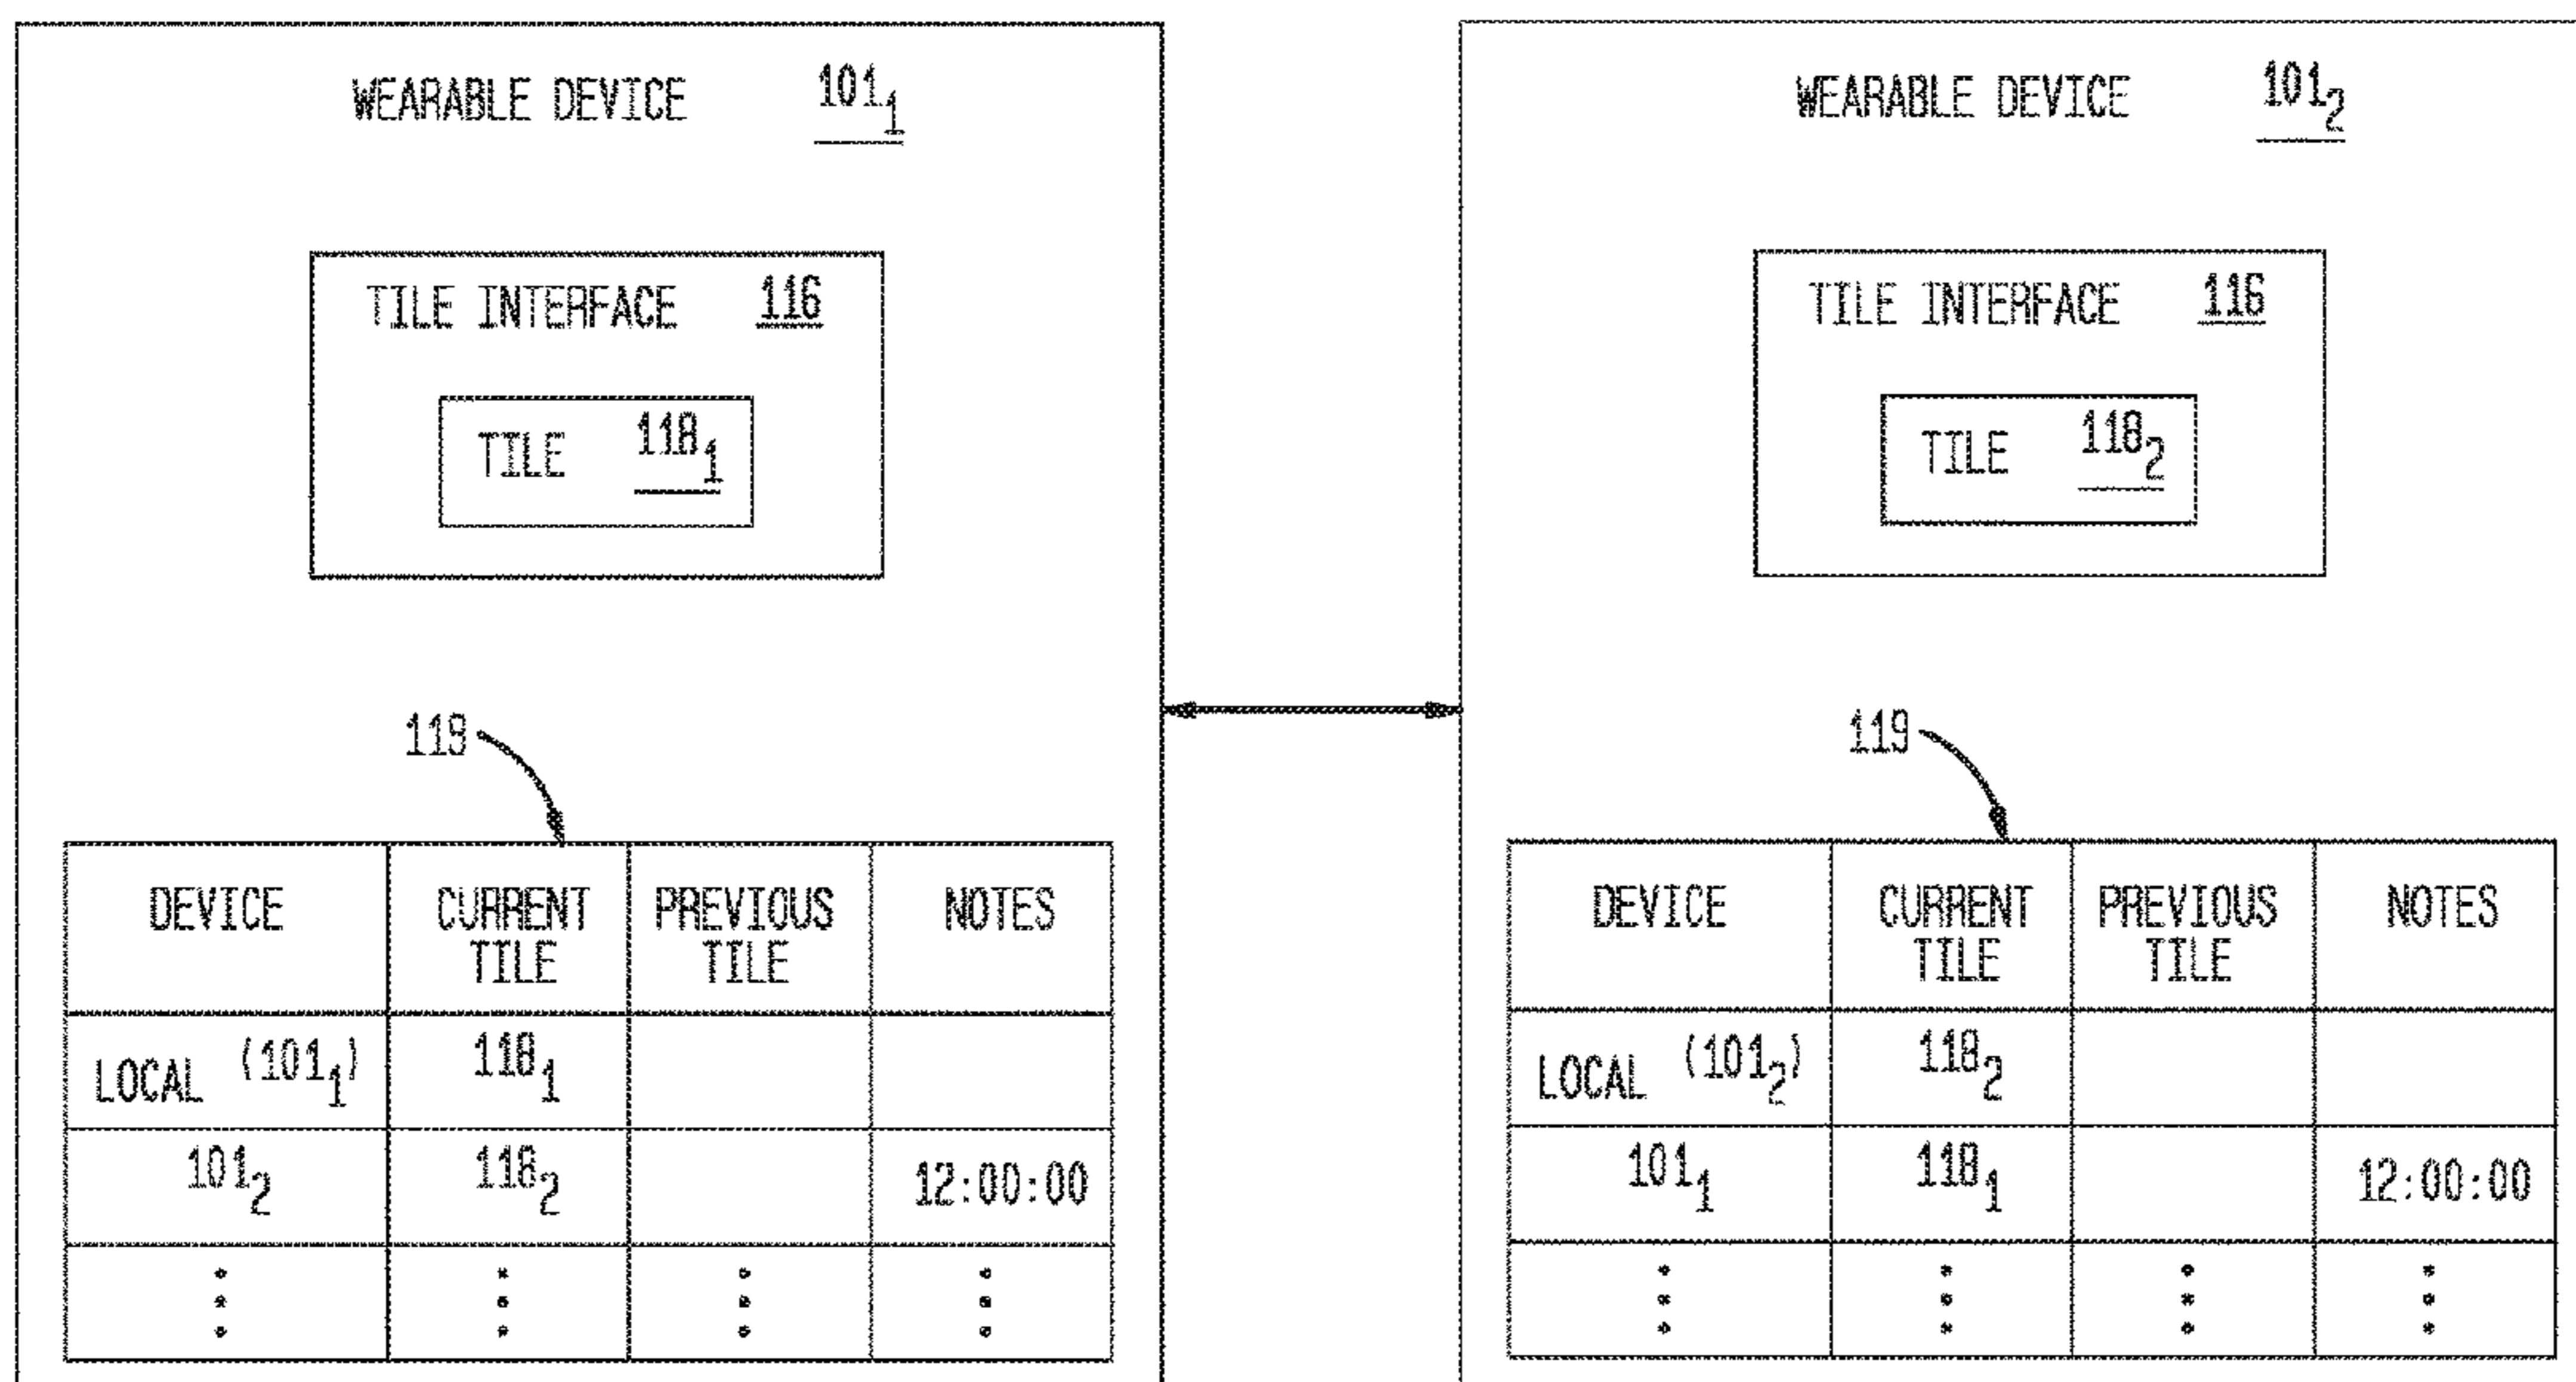 WEARABLE DEVICE 101₁
TILE INTERFACE 116
TILE 118₁
119
DEVICE CURRENT TILE PREVIOUS TILE NOTES
LOCAL (101₁) 118₁
101₂ 118₂ 12:00:00
WEARABLE DEVICE 101₂
TILE INTERFACE 116
TILE 118₂
119
DEVICE CURRENT TILE PREVIOUS TILE NOTES
LOCAL (101₂) 118₂
101₁ 118₁ 12:00:00